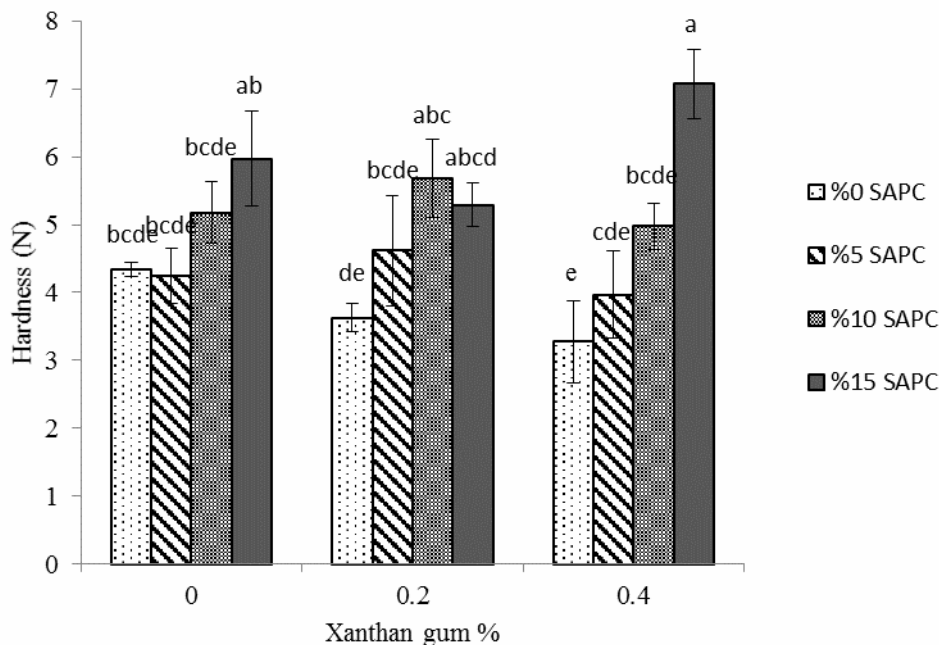 8
7
6
5
4
3
2
1
0
Hardness (N)
bcde
bcde
bcde
ab
de
bcde
abc
abcd
e
cde
bcde
a
0
0.2
0.4
Xanthan gum %
%0 SAPC
%5 SAPC
%10 SAPC
%15 SAPC